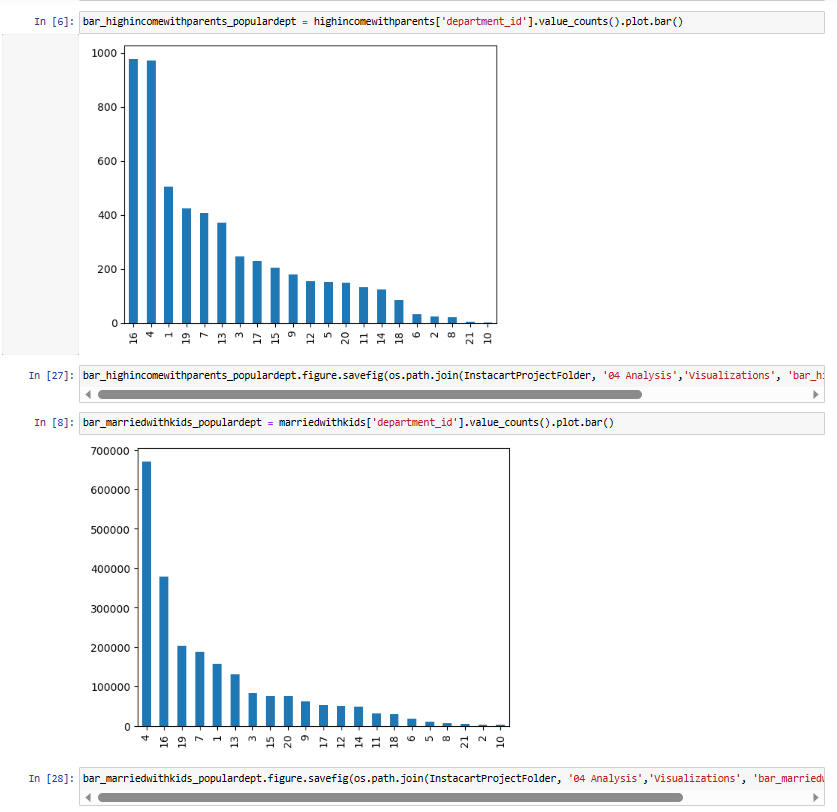 In [6]: bar_highincomewithparents_populardept = highincomewithparents['department_id'].value_counts().plot.bar()
1000
800
600
400
200
0
16 4 1 19 7 13 3 17 15 9 12 5 20 11 14 18 6 2 8 21 10
In [27]: bar_highincomewithparents_populardept.figure.savefig(os.path.join(InstacartProjectFolder, '04 Analysis','Visualizations', 'bar_hi
In [8]: bar_marriedwithkids_populardept = marriedwithkids['department_id'].value_counts().plot.bar()
700000
600000
500000
400000
300000
200000
100000
0
4 16 19 7 1 13 3 15 20 9 17 12 14 11 18 6 5 8 21 2 10
In [28]: bar_marriedwithkids_populardept.figure.savefig(os.path.join(InstacartProjectFolder, '04 Analysis','Visualizations', 'bar_married